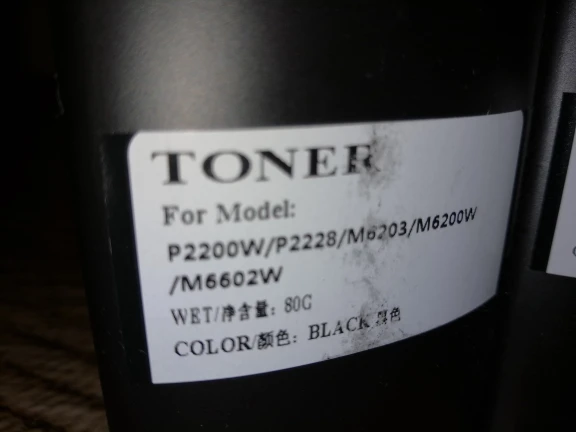 TONER
For Model:
P2200W/P2228/M6203/M6200W
/M6602W
WET/净含量: 80G
COLOR/颜色: BLACK 黑色